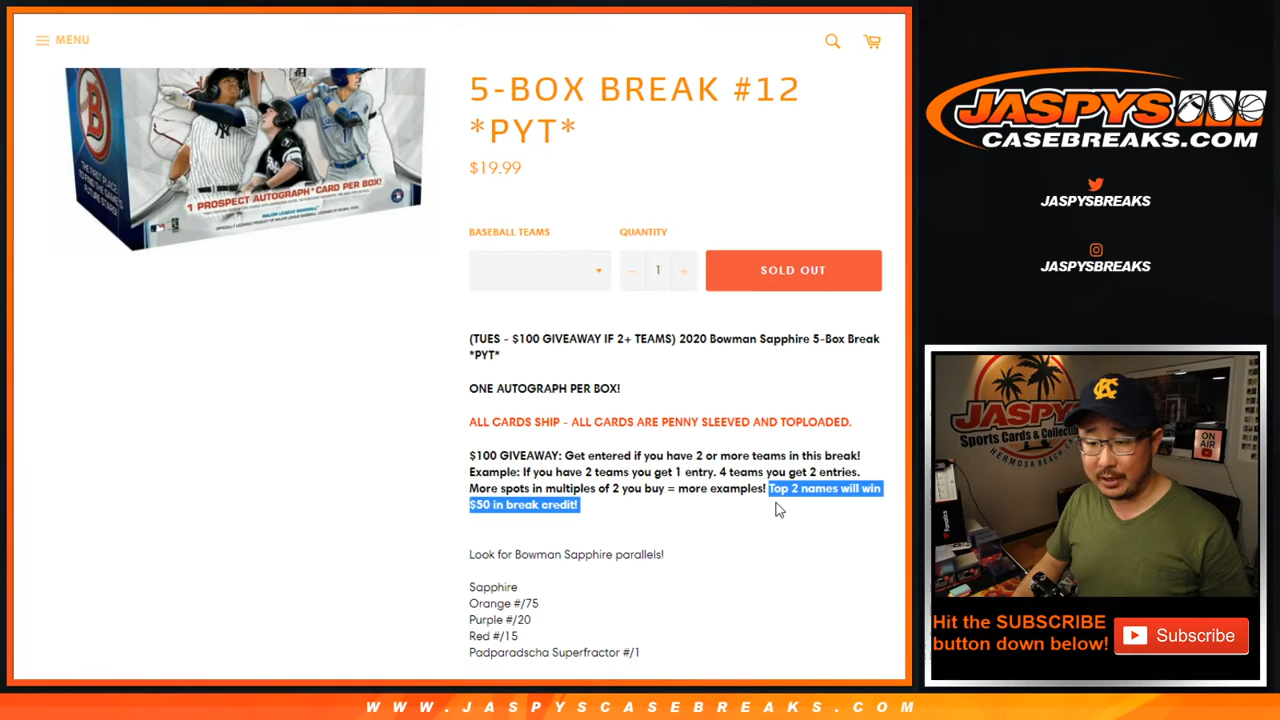 MENU
5-BOX BREAK #12
*PYT*
$19.99
BASEBALL TEAMS
QUANTITY
− 1 +
SOLD OUT
(TUES - $100 GIVEAWAY IF 2+ TEAMS) 2020 Bowman Sapphire 5-Box Break
*PYT*
ONE AUTOGRAPH PER BOX!
ALL CARDS SHIP - ALL CARDS ARE PENNY SLEEVED AND TOPLOADED.
$100 GIVEAWAY: Get entered if you have 2 or more teams in this break!
Example: If you have 2 teams you get 1 entry. 4 teams you get 2 entries.
More spots in multiples of 2 you buy = more examples! Top 2 names will win
$50 in break credit!
Look for Bowman Sapphire parallels!
Sapphire
Orange #/75
Purple #/20
Red #/15
Padparadscha Superfractor #/1
1 PROSPECT AUTOGRAPH CARD PER BOX!
JASPYS
CASEBREAKS.COM
JASPYSBREAKS
JASPYSBREAKS
JASPYS
Sports Cards & Collectib
HERMOSA BEACH
ON
AIR
Fanatics
Hit the SUBSCRIBE
button down below!
Subscribe
WWW.JASPYSCASEBREAKS.COM